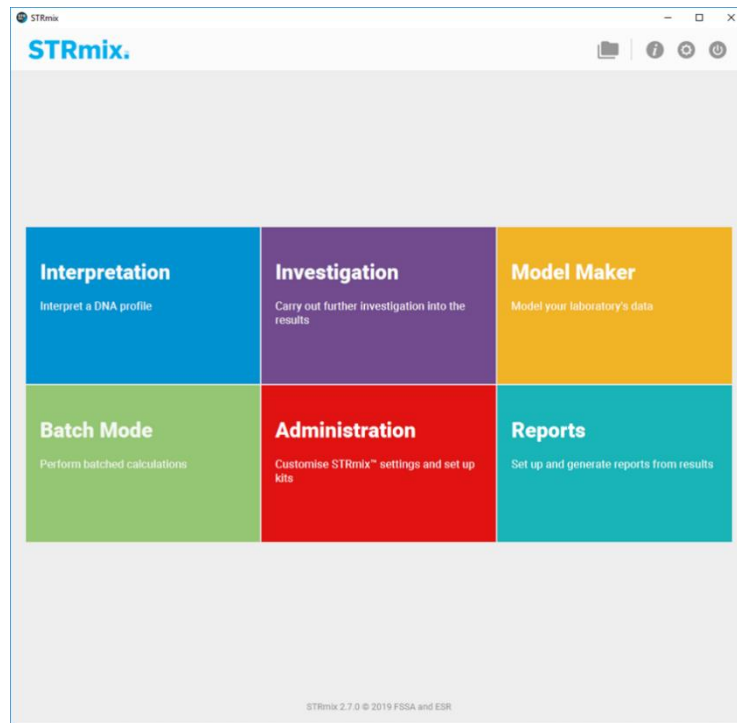 STRmix
STRmix.
Interpretation
Interpret a DNA profile
Investigation
Carry out further investigation into the
results
Model Maker
Model your laboratory's data
Batch Mode
Perform batched calculations
Administration
Customise STRmix™ settings and set up
kits
Reports
Set up and generate reports from results
STRmix 2.7.0 © 2019 FSSA and ESR